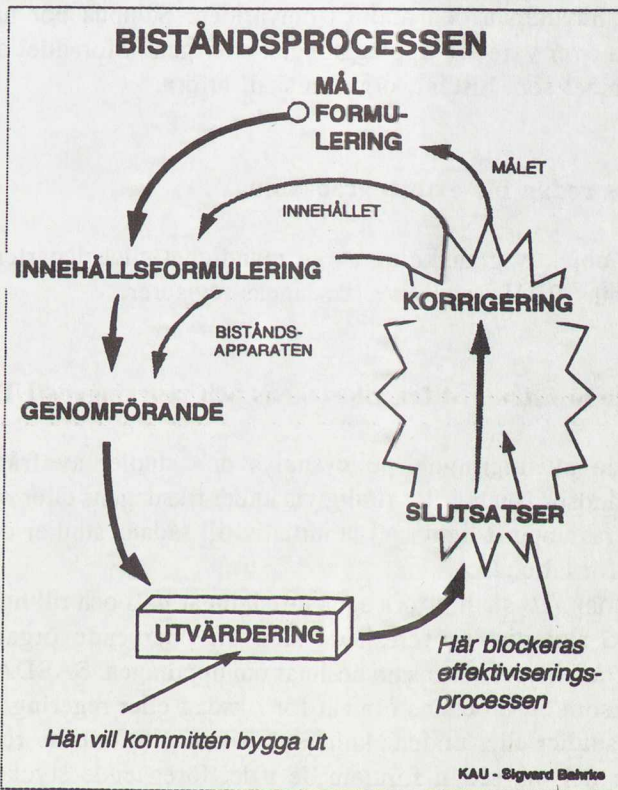 BISTÅNDSPROCESSEN
MÅL
FORMU-
LERING
MÅLET
INNEHÅLLET
INNEHÅLLSFORMULERING
KORRIGERING
BISTÅNDS-
APPARATEN
GENOMFÖRANDE
SLUTSATSER
UTVÄRDERING
Här blockeras
effektiviserings-
processen
Här vill kommittén bygga ut
KAU - Sigvard Bahrke